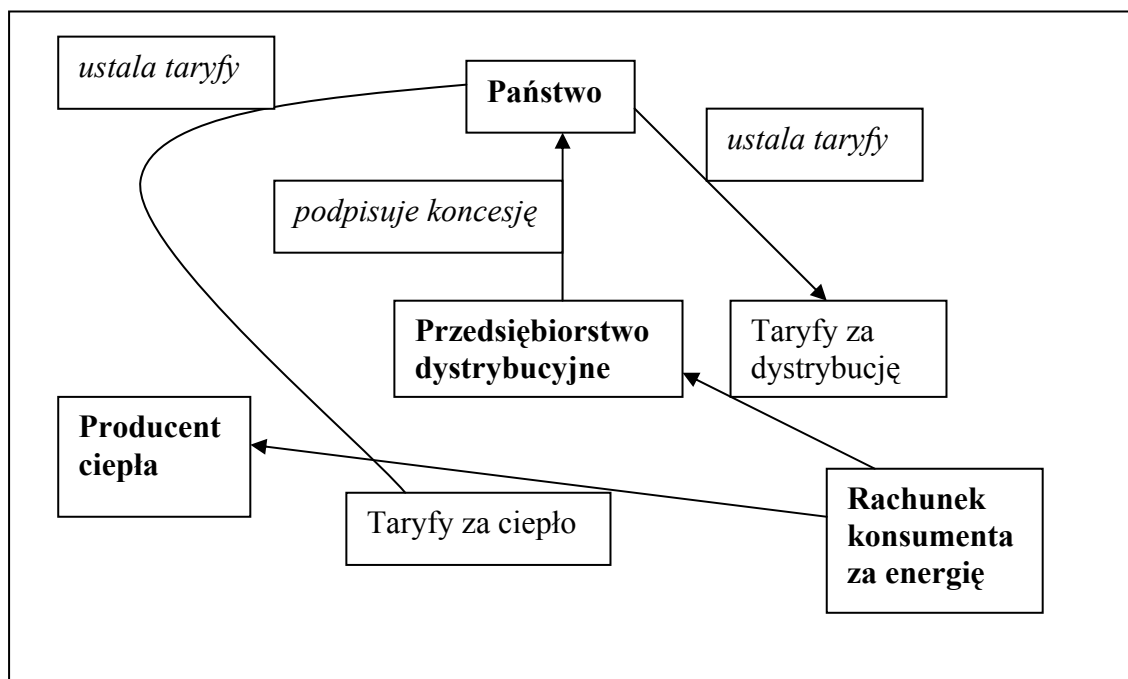 ustala taryfy
Państwo
ustala taryfy
podpisuje koncesję
Przedsiębiorstwo
dystrybucyjne
Taryfy za
dystrybucję
Producent
ciepła
Taryfy za ciepło
Rachunek
konsumenta
za energię